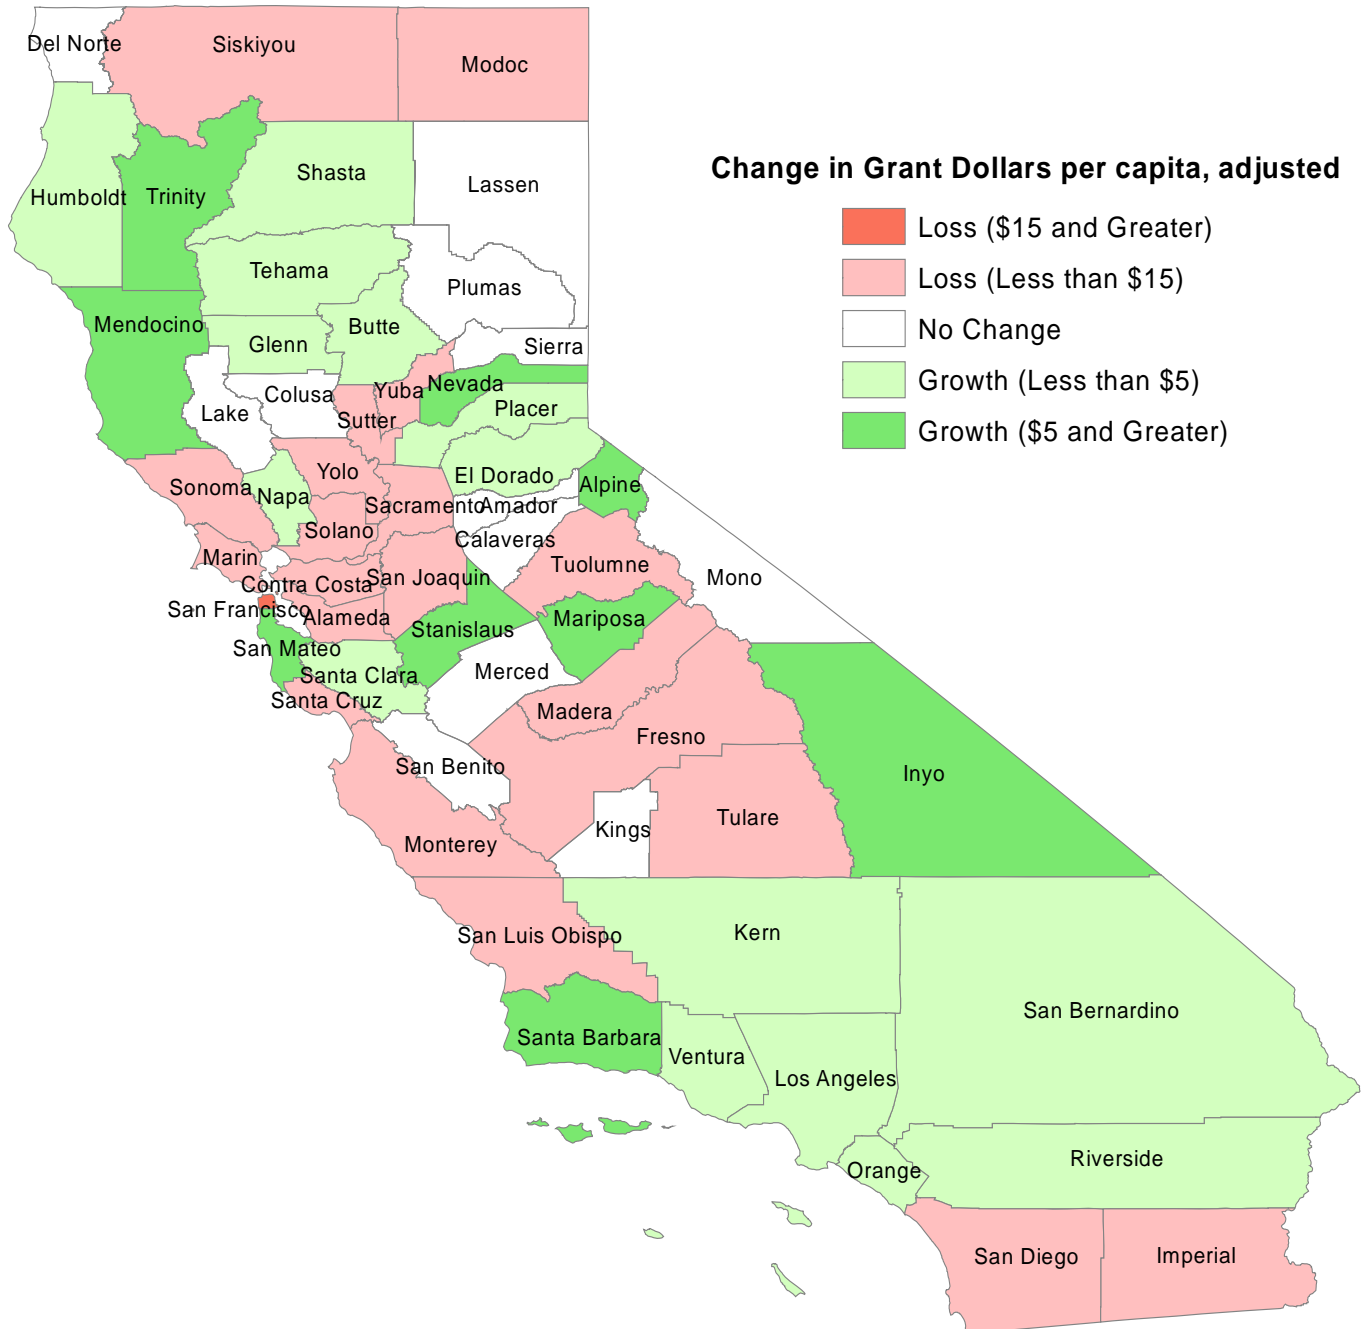 Del Norte
Siskiyou
Modoc
Change in Grant Dollars per capita, adjusted
Loss ($15 and Greater)
Loss (Less than $15)
No Change
Growth (Less than $5)
Growth ($5 and Greater)
Humboldt
Trinity
Shasta
Lassen
Tehama
Plumas
Mendocino
Glenn
Butte
Sierra
Lake
Colusa
Yuba
Nevada
Sutter
Placer
Sonoma
Napa
Yolo
El Dorado
Alpine
Sacramento
Amador
Solano
Calaveras
Marin
Contra Costa
San Joaquin
Tuolumne
Mono
San Francisco
Alameda
Stanislaus
Mariposa
San Mateo
Santa Clara
Merced
Santa Cruz
Madera
Fresno
San Benito
Inyo
Kings
Tulare
Monterey
San Luis Obispo
Kern
San Bernardino
Santa Barbara
Ventura
Los Angeles
Orange
Riverside
San Diego
Imperial